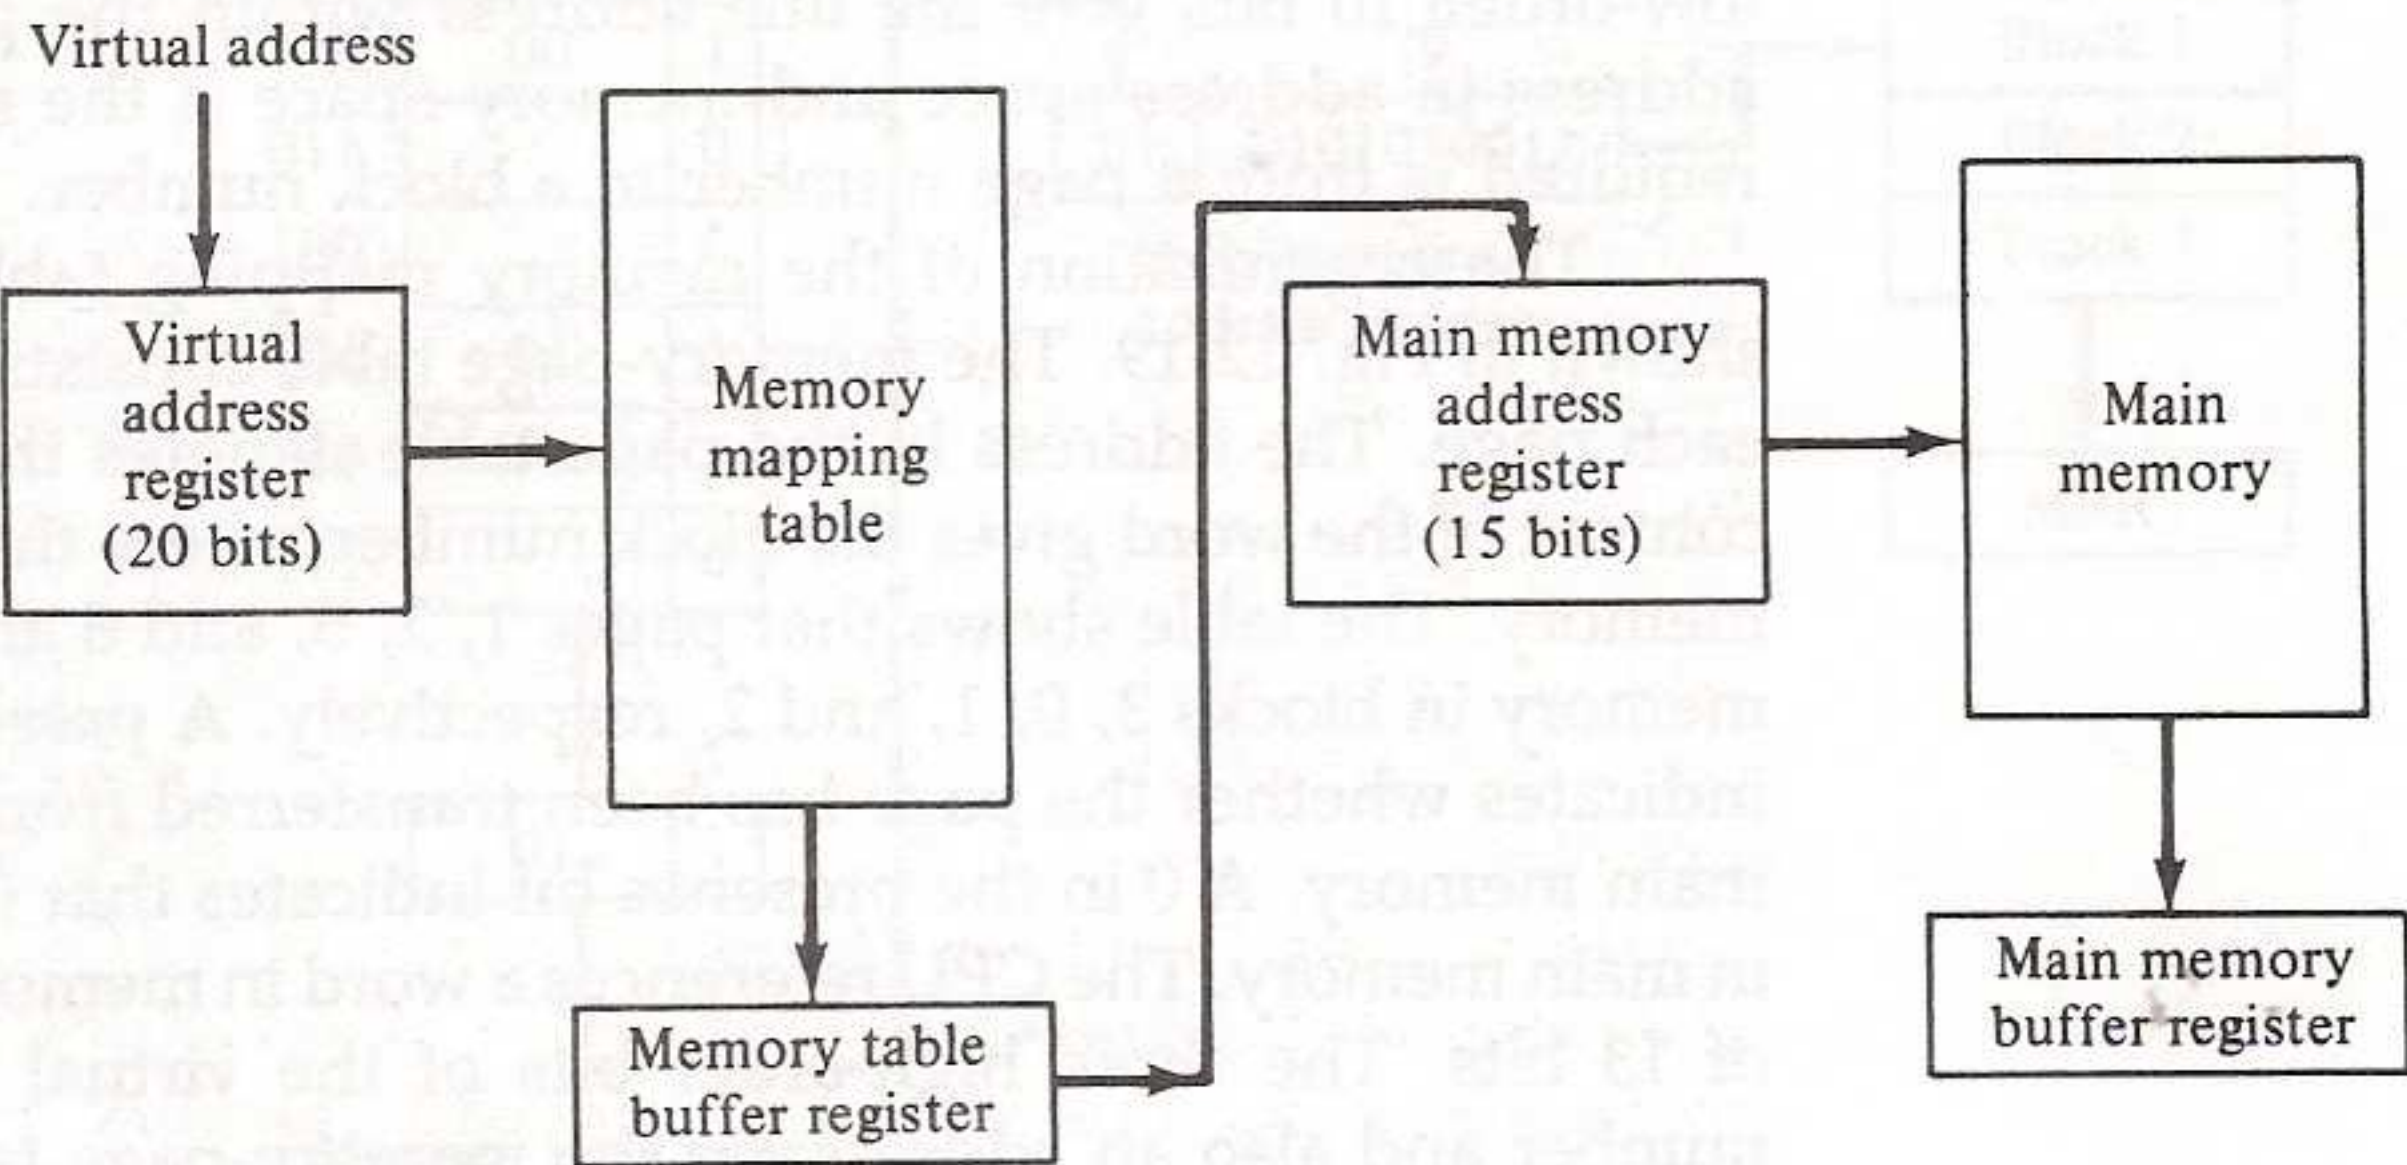 Virtual address
Virtual
address
register
(20 bits)
Memory
mapping
table
Memory table
buffer register
Main memory
address
register
(15 bits)
Main
memory
Main memory
buffer register